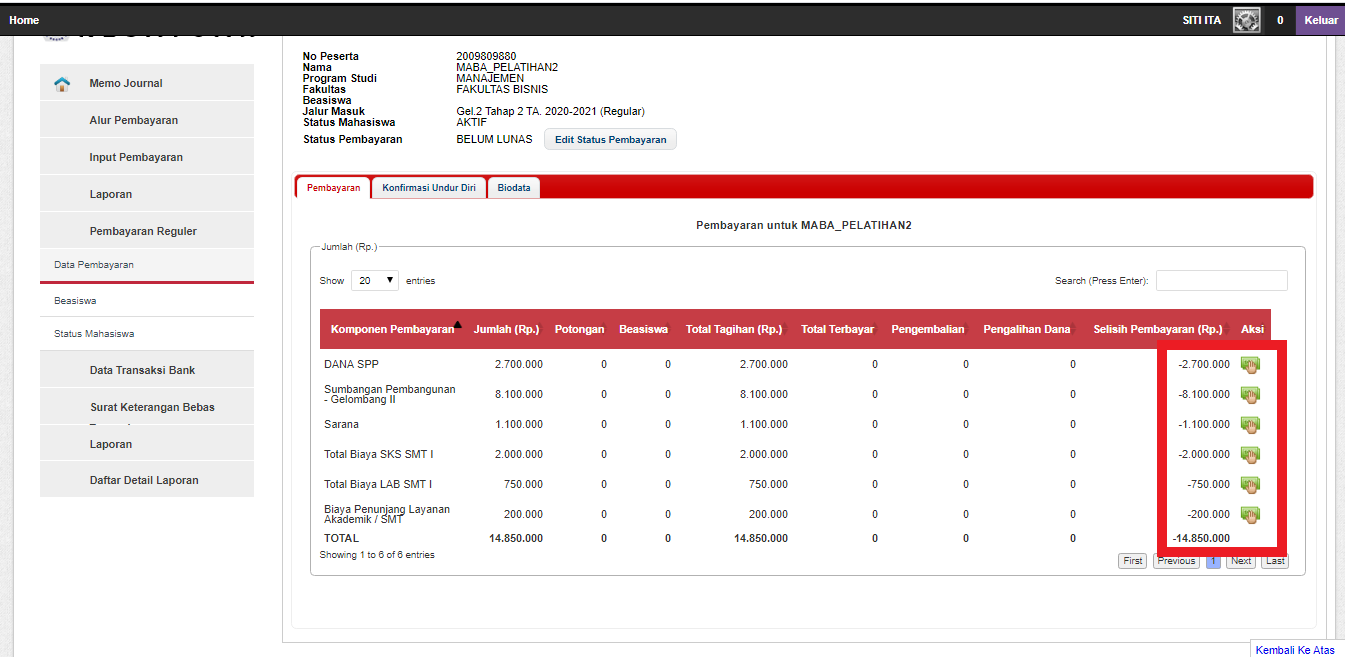 Home SITI ITA 0 Keluar
Memo Journal
Alur Pembayaran
Input Pembayaran
Laporan
Pembayaran Reguler
Data Pembayaran
Beasiswa
Status Mahasiswa
Data Transaksi Bank
Surat Keterangan Bebas
Laporan
Daftar Detail Laporan
No Peserta 2009809880
Nama MABA_PELATIHAN2
Program Studi MANAJEMEN
Fakultas FAKULTAS BISNIS
Beasiswa
Jalur Masuk Gel.2 Tahap 2 TA. 2020-2021 (Regular)
Status Mahasiswa AKTIF
Status Pembayaran BELUM LUNAS Edit Status Pembayaran
Pembayaran Konfirmasi Undur Diri Biodata
Pembayaran untuk MABA_PELATIHAN2
Jumlah (Rp.)
Show 20 entries Search (Press Enter):
Komponen Pembayaran Jumlah (Rp.) Potongan Beasiswa Total Tagihan (Rp.) Total Terbayar Pengembalian Pengalihan Dana Selisih Pembayaran (Rp.) Aksi
DANA SPP 2.700.000 0 0 2.700.000 0 0 0 -2.700.000
Sumbangan Pembangunan
- Gelombang II 8.100.000 0 0 8.100.000 0 0 0 -8.100.000
Sarana 1.100.000 0 0 1.100.000 0 0 0 -1.100.000
Total Biaya SKS SMT I 2.000.000 0 0 2.000.000 0 0 0 -2.000.000
Total Biaya LAB SMT I 750.000 0 0 750.000 0 0 0 -750.000
Biaya Penunjang Layanan
Akademik / SMT 200.000 0 0 200.000 0 0 0 -200.000
TOTAL 14.850.000 0 0 14.850.000 0 0 0 -14.850.000
Showing 1 to 6 of 6 entries
First Previous 1 Next Last
Kembali Ke Atas